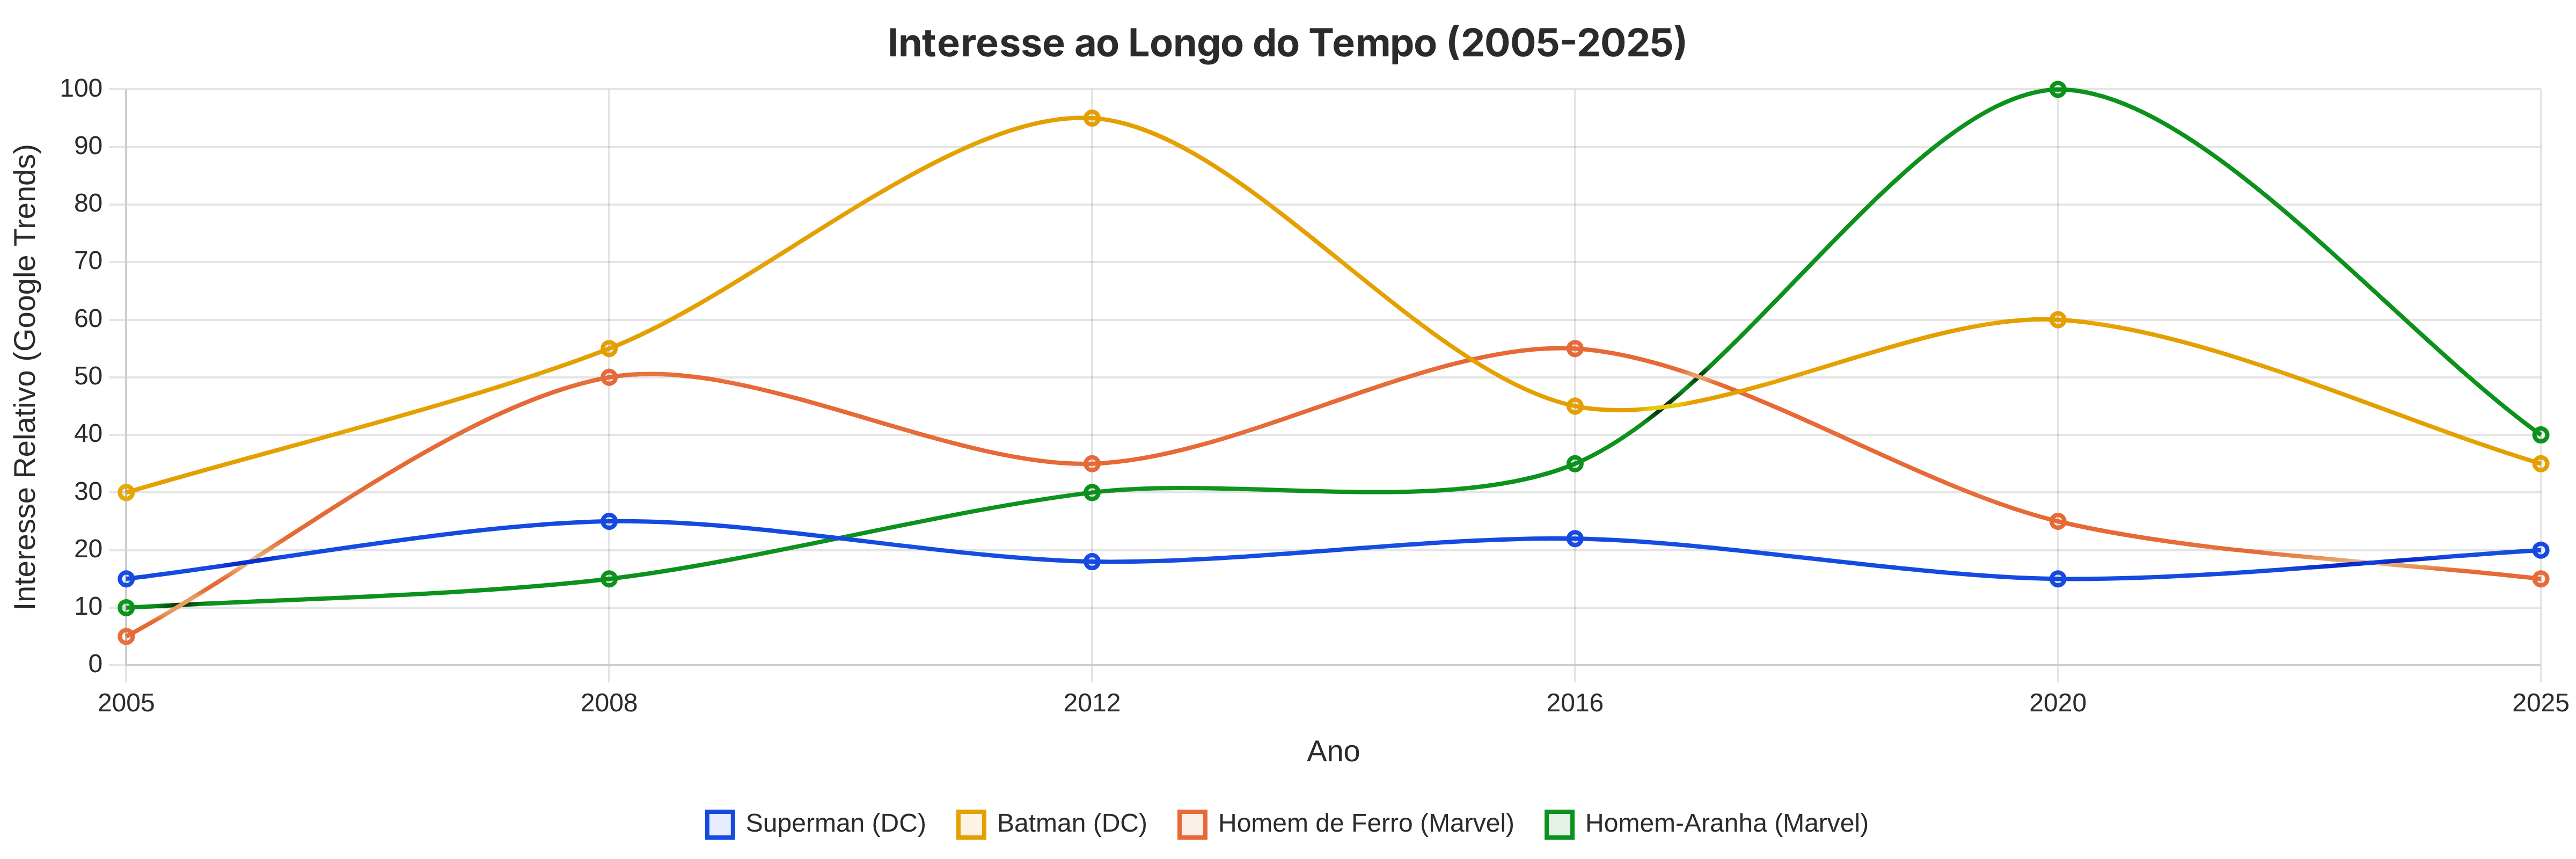 Interesse ao Longo do Tempo (2005-2025)
Interesse Relativo (Google Trends)
100
90
80
70
60
50
40
30
20
10
0
2005 2008 2012 2016 2020 2025
Ano
Superman (DC) Batman (DC) Homem de Ferro (Marvel) Homem-Aranha (Marvel)